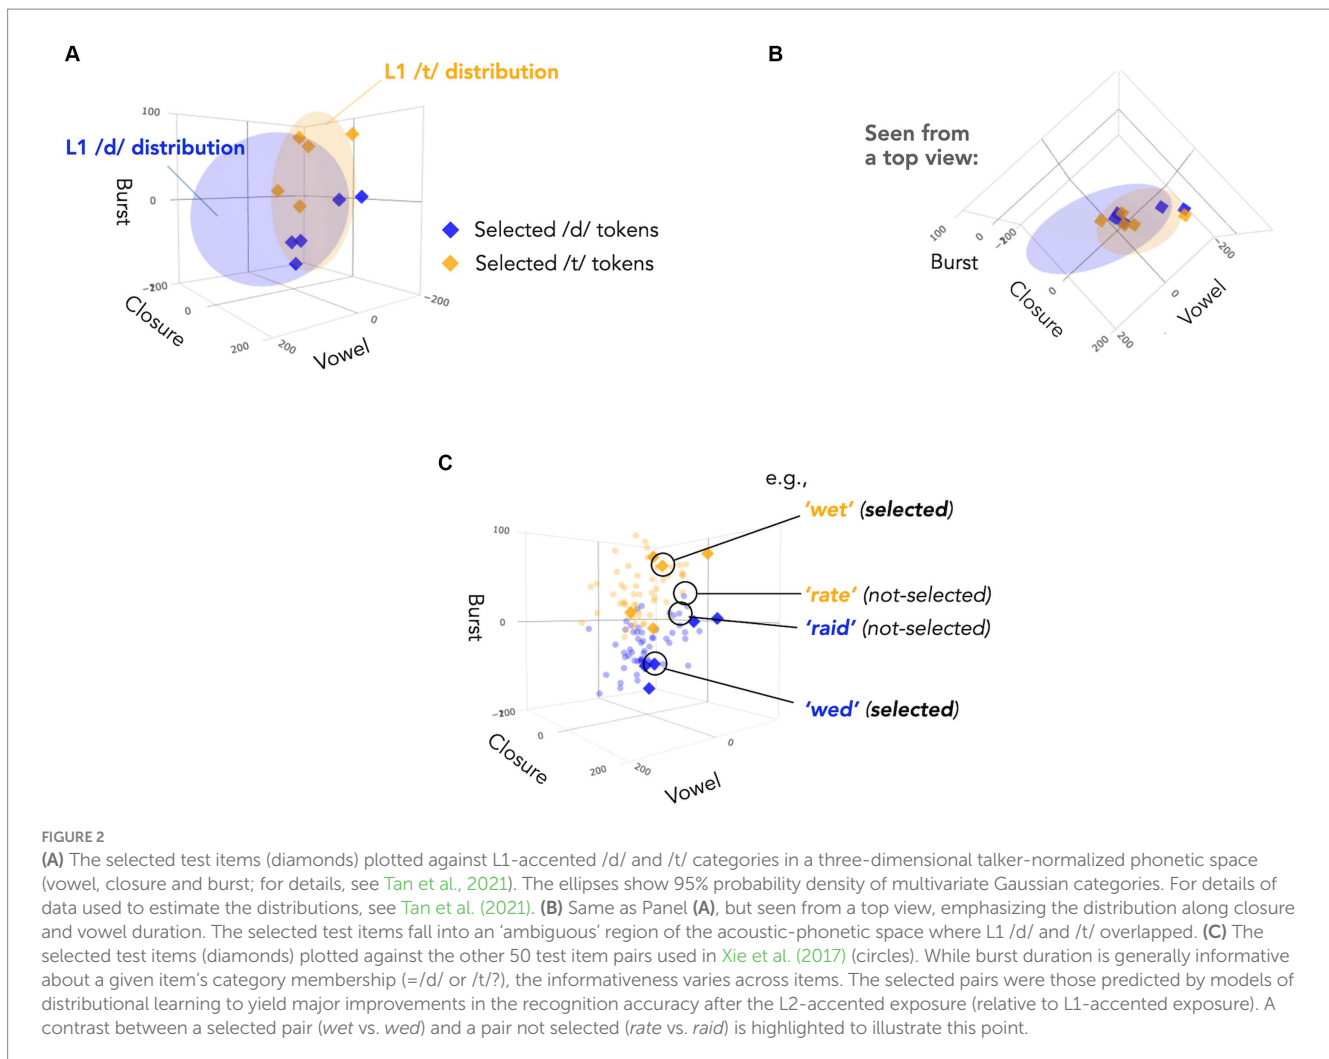 A
L1 /t/ distribution
L1 /d/ distribution
100
Burst
0
-200
Closure
0
200
200
Vowel
0
-200
Selected /d/ tokens
Selected /t/ tokens
B
Seen from
a top view:
100
0
-200
Burst
Closure
0
200
200
Vowel
0
-200
C
e.g.,
'wet' (selected)
'rate' (not-selected)
'raid' (not-selected)
'wed' (selected)
100
Burst
0
Closure
0
200
200
Vowel
0
FIGURE 2
(A) The selected test items (diamonds) plotted against L1-accented /d/ and /t/ categories in a three-dimensional talker-normalized phonetic space
(vowel, closure and burst; for details, see Tan et al., 2021). The ellipses show 95% probability density of multivariate Gaussian categories. For details of
data used to estimate the distributions, see Tan et al. (2021). (B) Same as Panel (A), but seen from a top view, emphasizing the distribution along closure
and vowel duration. The selected test items fall into an 'ambiguous' region of the acoustic-phonetic space where L1 /d/ and /t/ overlapped. (C) The
selected test items (diamonds) plotted against the other 50 test item pairs used in Xie et al. (2017) (circles). While burst duration is generally informative
about a given item's category membership (=/d/ or /t/?), the informativeness varies across items. The selected pairs were those predicted by models of
distributional learning to yield major improvements in the recognition accuracy after the L2-accented exposure (relative to L1-accented exposure). A
contrast between a selected pair (wet vs. wed) and a pair not selected (rate vs. raid) is highlighted to illustrate this point.